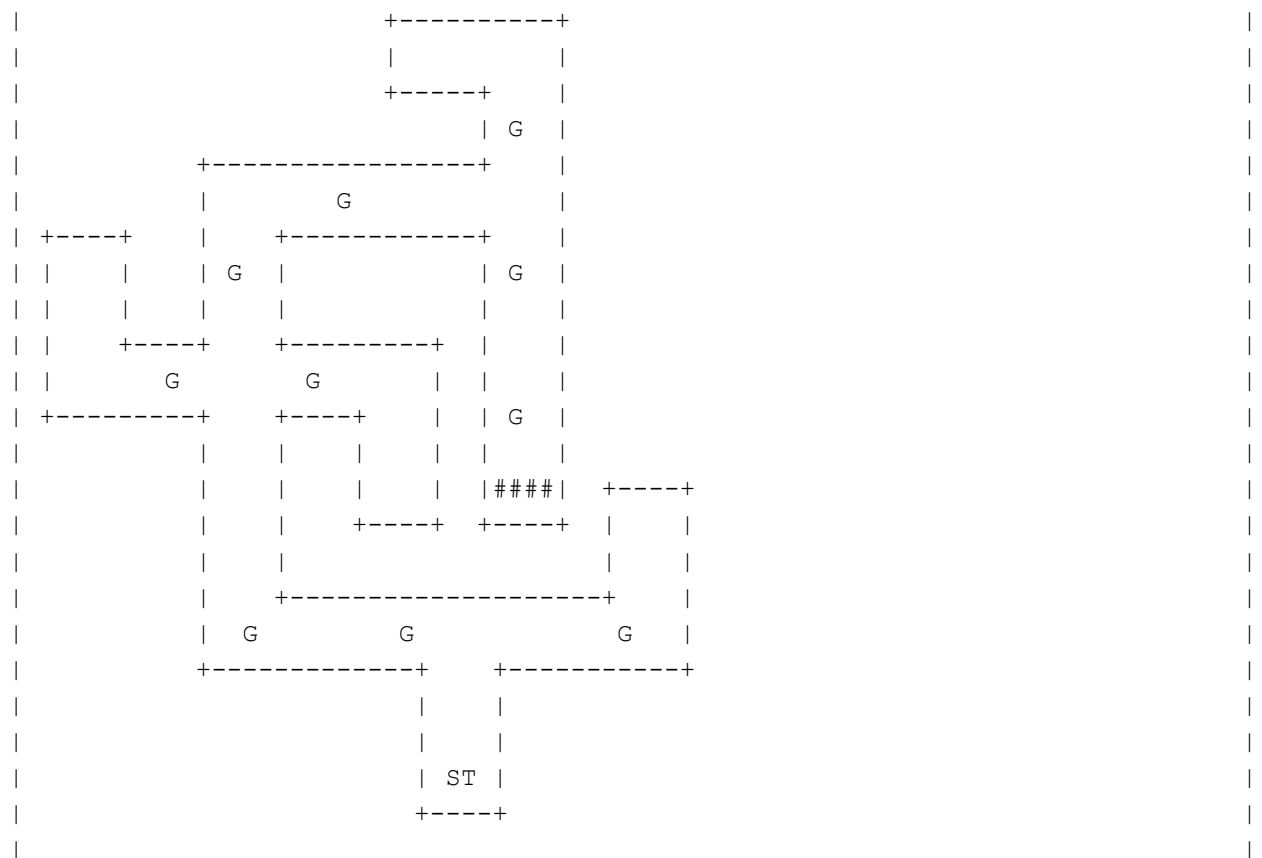 |                       +----------+                                            |
|                       |          |                                            |
|                       +-----+    |                                            |
|                             | G  |                                            |
|           +-----------------+    |                                            |
|           |        G             |                                            |
| +----+    |    +------------+    |                                            |
| |    |    | G  |            | G  |                                            |
| |    |    |    |            |    |                                            |
| |    +----+    +---------+  |    |                                            |
| |       G        G       |  |    |                                            |
| +---------+    +----+    |  | G  |                                            |
|           |    |    |    |  |    |                                            |
|           |    |    |    |  |####|  +----+                                    |
|           |    |    +----+  +----+  |    |                                    |
|           |    |                    |    |                                    |
|           |    +--------------------+    |                                    |
|           |  G         G             G   |                                    |
|           +-------------+    +-----------+                                    |
|                         |    |                                                |
|                         |    |                                                |
|                         | ST |                                                |
|                         +----+                                                |
|                                                                               |